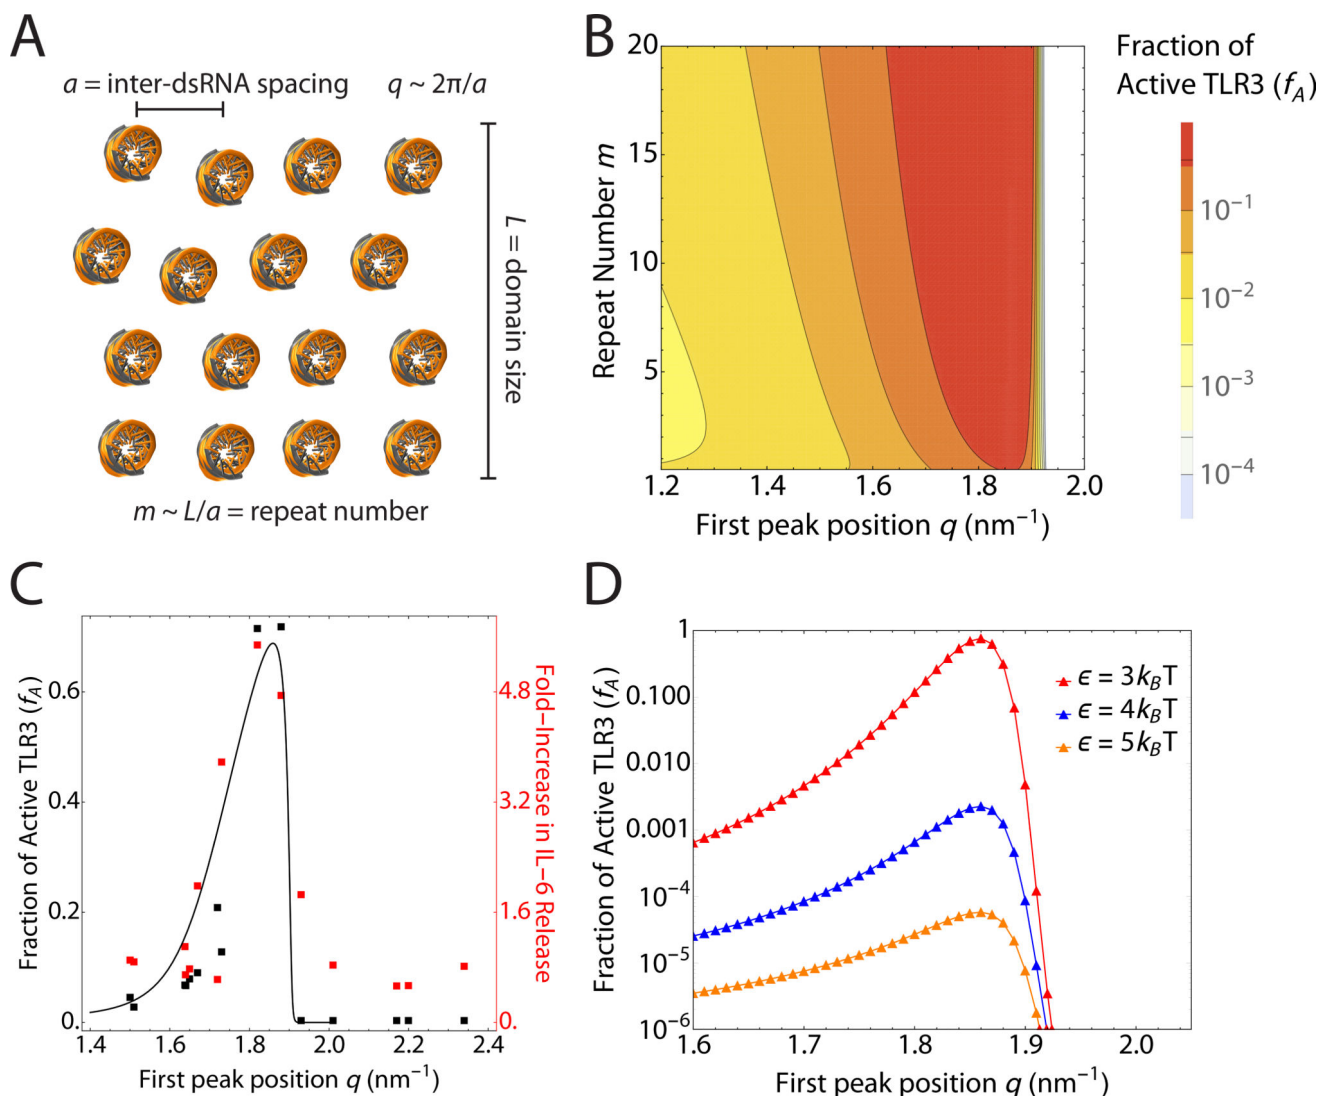 A
a = inter-dsRNA spacing
q ~ 2π/a
L = domain size
m ~ L/a = repeat number
B
20
15
10
5
Repeat Number m
1.2 1.4 1.6 1.8 2.0
First peak position q (nm⁻¹)
Fraction of
Active TLR3 (f_A)
10⁻¹
10⁻²
10⁻³
10⁻⁴
C
0.6
0.4
0.2
0.
Fraction of Active TLR3 (f_A)
4.8
3.2
1.6
0.
Fold−Increase in IL−6 Release
1.4 1.6 1.8 2.0 2.2 2.4
First peak position q (nm⁻¹)
D
1
0.100
0.010
0.001
10⁻⁴
10⁻⁵
10⁻⁶
Fraction of Active TLR3 (f_A)
ϵ = 3k_BT
ϵ = 4k_BT
ϵ = 5k_BT
1.6 1.7 1.8 1.9 2.0
First peak position q (nm⁻¹)